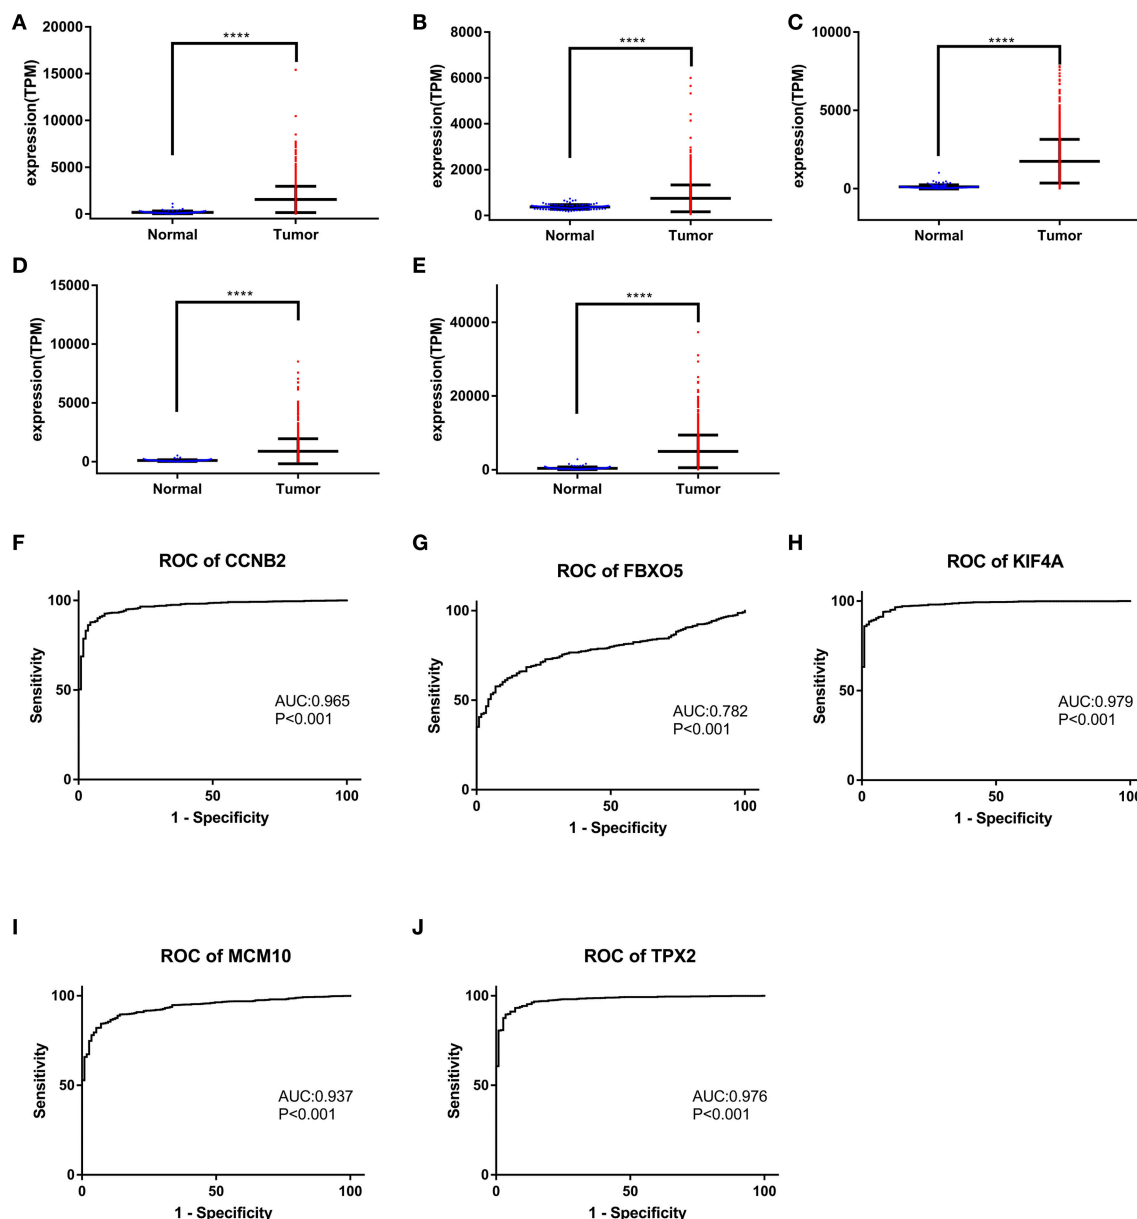 A
expression(TPM)
20000
15000
10000
5000
0
****
Normal
Tumor
B
expression(TPM)
8000
6000
4000
2000
0
****
Normal
Tumor
C
expression(TPM)
10000
5000
0
****
Normal
Tumor
D
expression(TPM)
15000
10000
5000
0
****
Normal
Tumor
E
expression(TPM)
40000
20000
0
****
Normal
Tumor
F
ROC of CCNB2
Sensitivity
100
50
0
AUC:0.965
P<0.001
0
50
100
1 - Specificity
G
ROC of FBXO5
Sensitivity
100
50
0
AUC:0.782
P<0.001
0
50
100
1 - Specificity
H
ROC of KIF4A
Sensitivity
100
50
0
AUC:0.979
P<0.001
0
50
100
1 - Specificity
I
ROC of MCM10
Sensitivity
100
50
0
AUC:0.937
P<0.001
0
50
100
1 - Specificity
J
ROC of TPX2
Sensitivity
100
50
0
AUC:0.976
P<0.001
0
50
100
1 - Specificity